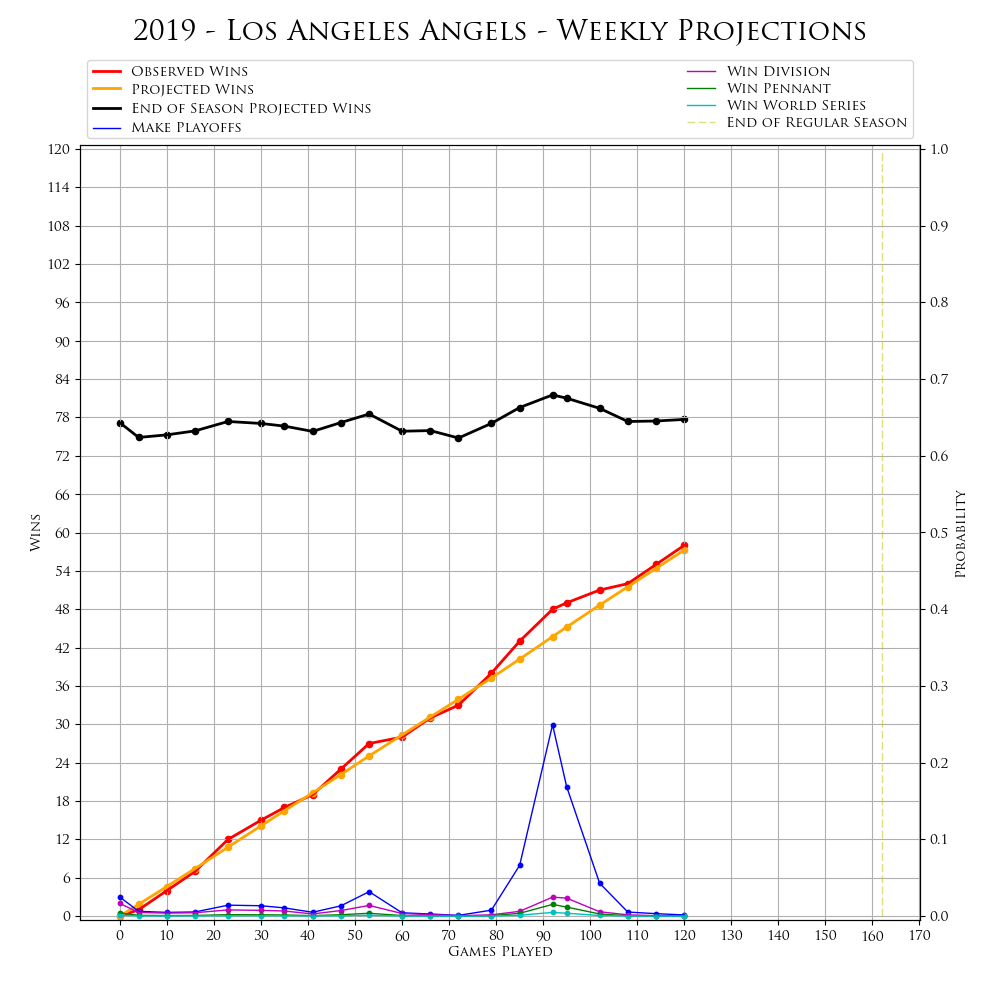 2019 - Los Angeles Angels - Weekly Projections
Observed Wins
Projected Wins
End of Season Projected Wins
Make Playoffs
Win Division
Win Pennant
Win World Series
End of Regular Season
120
114
108
102
96
90
84
78
72
66
60
54
48
42
36
30
24
18
12
6
0
Wins
1.0
0.9
0.8
0.7
0.6
0.5
0.4
0.3
0.2
0.1
0.0
Probability
0 10 20 30 40 50 60 70 80 90 100 110 120 130 140 150 160 170
Games Played